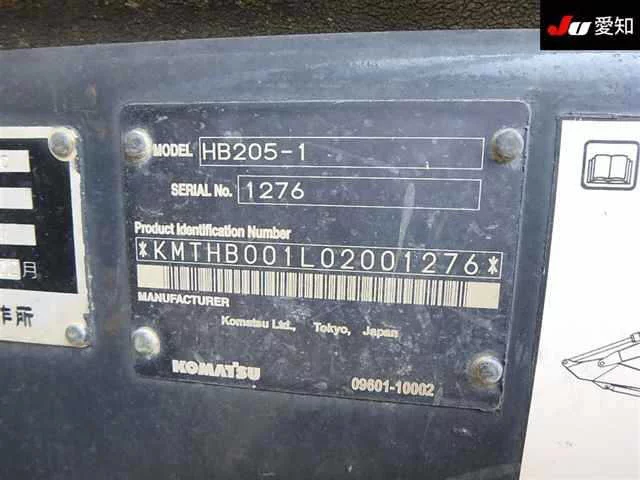 JU 愛知
MODEL HB205-1
SERIAL No. 1276
Product Identification Number
*KMTHB001L02001276*
MANUFACTURER
Komatsu Ltd., Tokyo, Japan
KOMATSU
09601-10002
月
作所